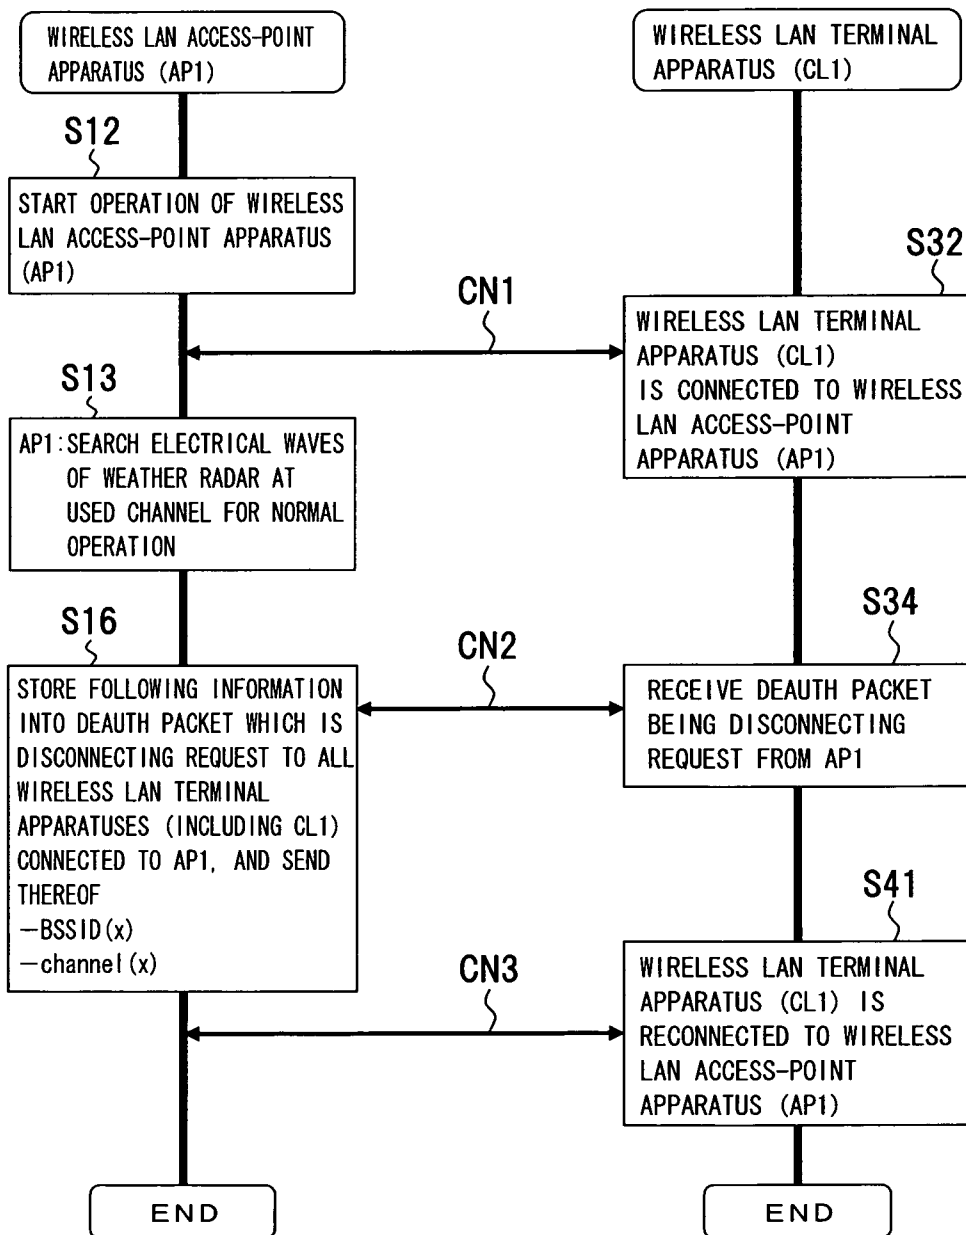 WIRELESS LAN ACCESS-POINT
APPARATUS (AP1)
WIRELESS LAN TERMINAL
APPARATUS (CL1)
S12
START OPERATION OF WIRELESS
LAN ACCESS-POINT APPARATUS
(AP1)
S32
CN1
WIRELESS LAN TERMINAL
APPARATUS (CL1)
IS CONNECTED TO WIRELESS
LAN ACCESS-POINT
APPARATUS (AP1)
S13
AP1:SEARCH ELECTRICAL WAVES
OF WEATHER RADAR AT
USED CHANNEL FOR NORMAL
OPERATION
S16
STORE FOLLOWING INFORMATION
INTO DEAUTH PACKET WHICH IS
DISCONNECTING REQUEST TO ALL
WIRELESS LAN TERMINAL
APPARATUSES (INCLUDING CL1)
CONNECTED TO AP1, AND SEND
THEREOF
—BSSID(x)
—channel(x)
CN2
S34
RECEIVE DEAUTH PACKET
BEING DISCONNECTING
REQUEST FROM AP1
S41
CN3
WIRELESS LAN TERMINAL
APPARATUS (CL1) IS
RECONNECTED TO WIRELESS
LAN ACCESS-POINT
APPARATUS (AP1)
END
END